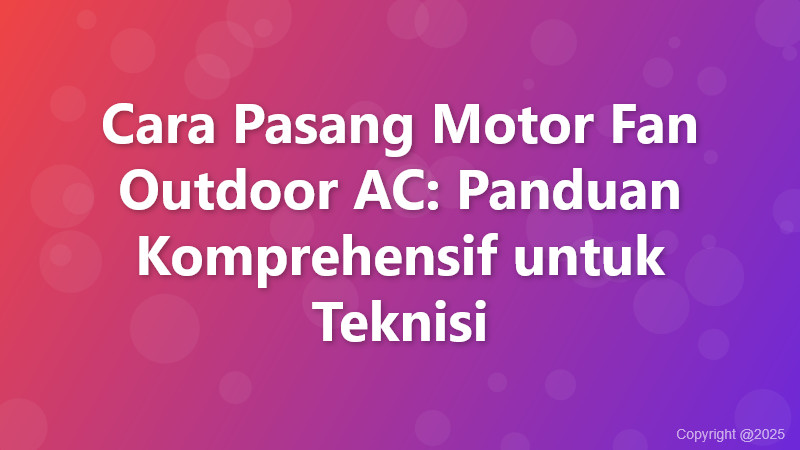 Cara Pasang Motor Fan
Outdoor AC: Panduan
Komprehensif untuk
Teknisi
Copyright @2025